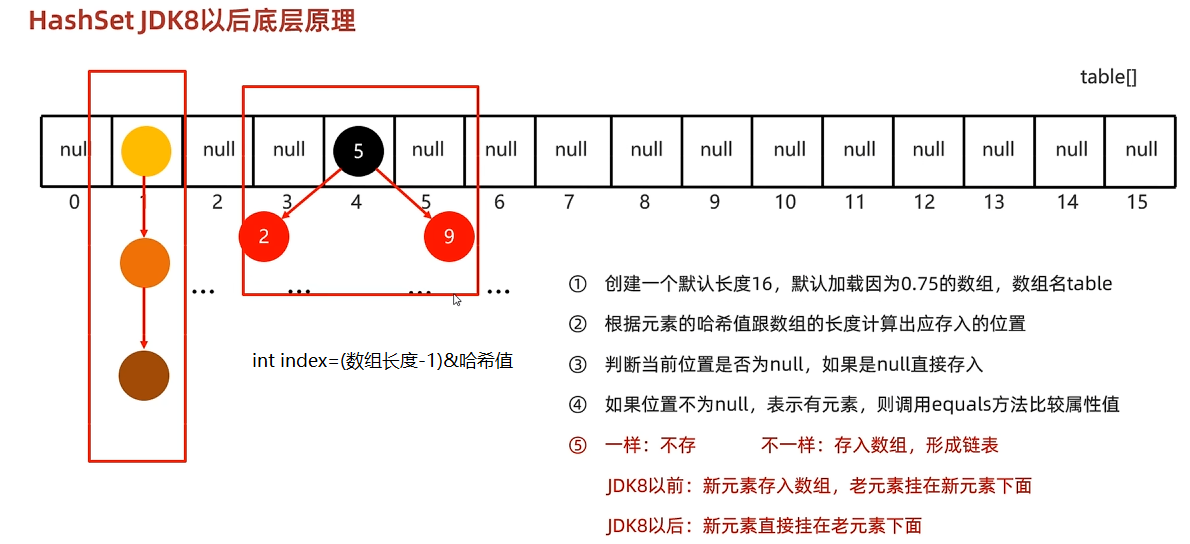 HashSet JDK8以后底层原理
table[]
null null null 5 null null null null null null null null null null null
0 1 2 3 4 5 6 7 8 9 10 11 12 13 14 15
2 9
... ... ... ...
① 创建一个默认长度16，默认加载因为0.75的数组，数组名table
② 根据元素的哈希值跟数组的长度计算出应存入的位置
int index=(数组长度-1)&哈希值
③ 判断当前位置是否为null，如果是null直接存入
④ 如果位置不为null，表示有元素，则调用equals方法比较属性值
⑤ 一样：不存 不一样：存入数组，形成链表
JDK8以前：新元素存入数组，老元素挂在新元素下面
JDK8以后：新元素直接挂在老元素下面